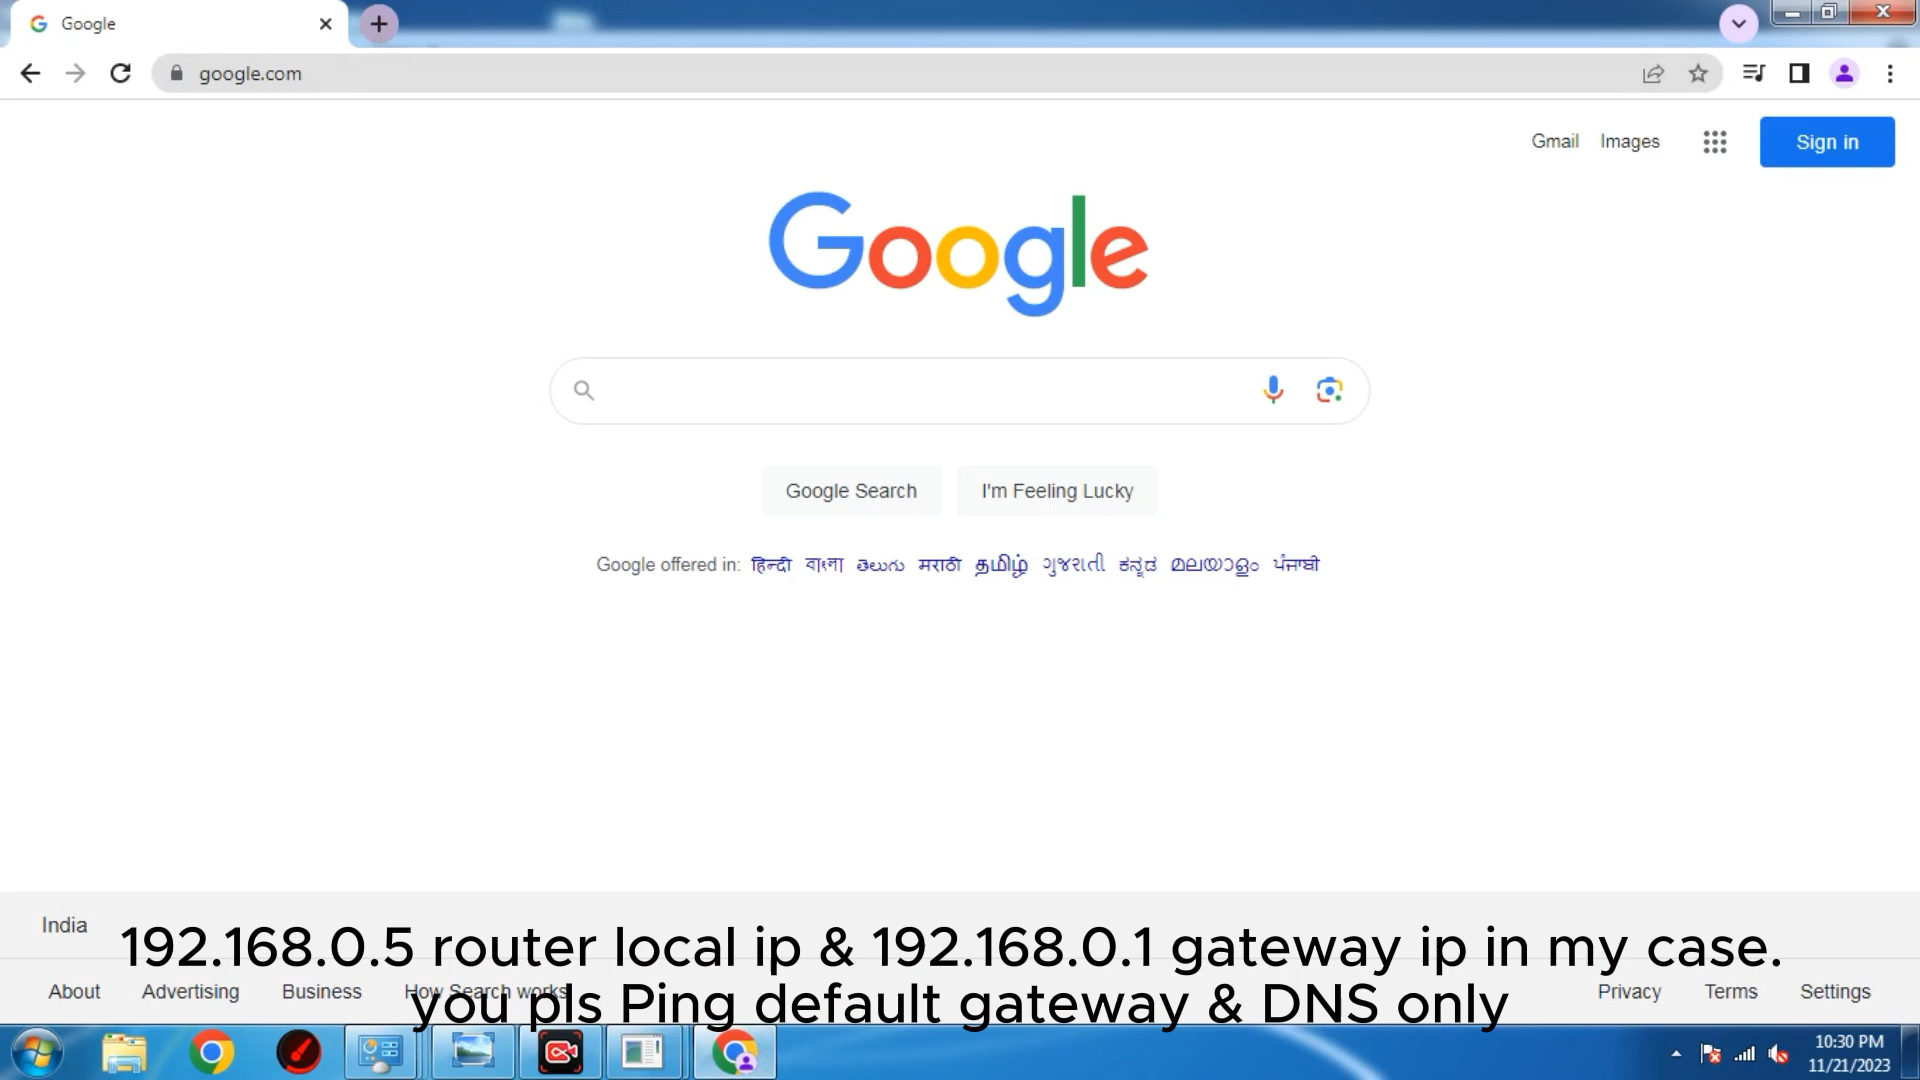 Google
google.com
Gmail Images Sign in
Google
Google Search I'm Feeling Lucky
Google offered in: हिन्दी বাংলা తెలుగు मराठी தமிழ் ગુજરાતી ಕನ್ನಡ മലയാളം ਪੰਜਾਬੀ
India
192.168.0.5 router local ip & 192.168.0.1 gateway ip in my case.
you pls Ping default gateway & DNS only
About Advertising Business How Search works Privacy Terms Settings
10:30 PM
11/21/2023